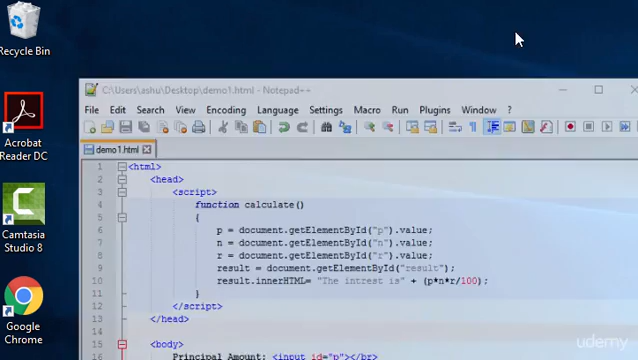 Recycle Bin
Acrobat
Reader DC
Camtasia
Studio 8
Google
Chrome
C:\Users\ashu\Desktop\demo1.html - Notepad++
File Edit Search View Encoding Language Settings Macro Run Plugins Window ?
demo1.html
1 <html>
2 <head>
3 <script>
4 function calculate()
5 {
6 p = document.getElementById("p").value;
7 n = document.getElementById("n").value;
8 r = document.getElementById("r").value;
9 result = document.getElementById("result");
10 result.innerHTML= "The intrest is" + (p*n*r/100);
11 }
12 </script>
13 </head>
14
15 <body>
16 Principal Amount: <input id="p"></br>
udemy